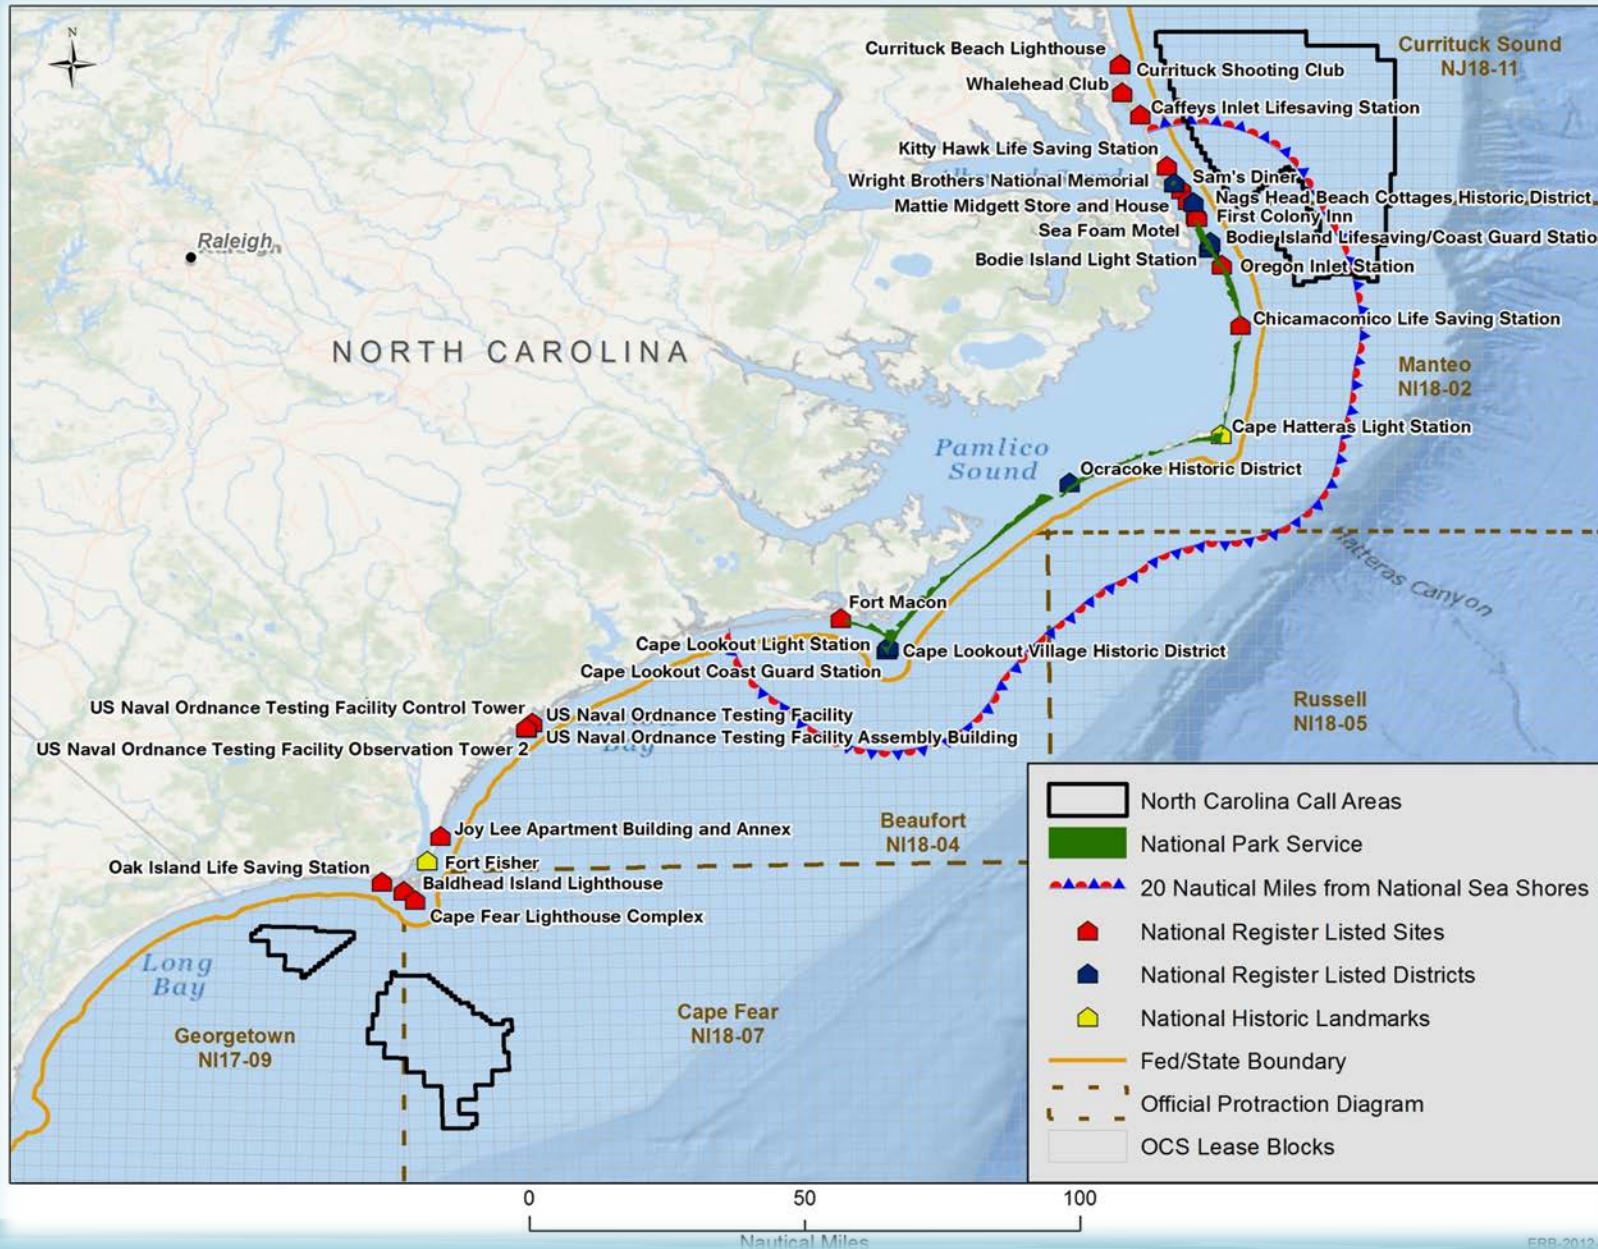 N
Currituck Beach Lighthouse
Currituck Sound
NJ18-11
Currituck Shooting Club
Whalehead Club
Caffeys Inlet Lifesaving Station
Kitty Hawk Life Saving Station
Sam's Diner
Wright Brothers National Memorial
Nags Head Beach Cottages Historic District
Mattie Midgett Store and House
First Colony Inn
Sea Foam Motel
Bodie Island Lifesaving/Coast Guard Statio
Raleigh
Bodie Island Light Station
Oregon Inlet Station
Chicamacomico Life Saving Station
NORTH CAROLINA
Manteo
NI18-02
Cape Hatteras Light Station
Pamlico
Sound
Ocracoke Historic District
Hatteras Canyon
Fort Macon
Cape Lookout Light Station
Cape Lookout Village Historic District
Cape Lookout Coast Guard Station
Russell
NI18-05
US Naval Ordnance Testing Facility Control Tower
US Naval Ordnance Testing Facility
US Naval Ordnance Testing Facility Assembly Building
US Naval Ordnance Testing Facility Observation Tower 2
Bay
Beaufort
NI18-04
Joy Lee Apartment Building and Annex
Fort Fisher
Oak Island Life Saving Station
Baldhead Island Lighthouse
Cape Fear Lighthouse Complex
Long
Bay
Georgetown
NI17-09
Cape Fear
NI18-07
North Carolina Call Areas
National Park Service
20 Nautical Miles from National Sea Shores
National Register Listed Sites
National Register Listed Districts
National Historic Landmarks
Fed/State Boundary
Official Protraction Diagram
OCS Lease Blocks
0 50 100
Nautical Miles
ERB-2012-